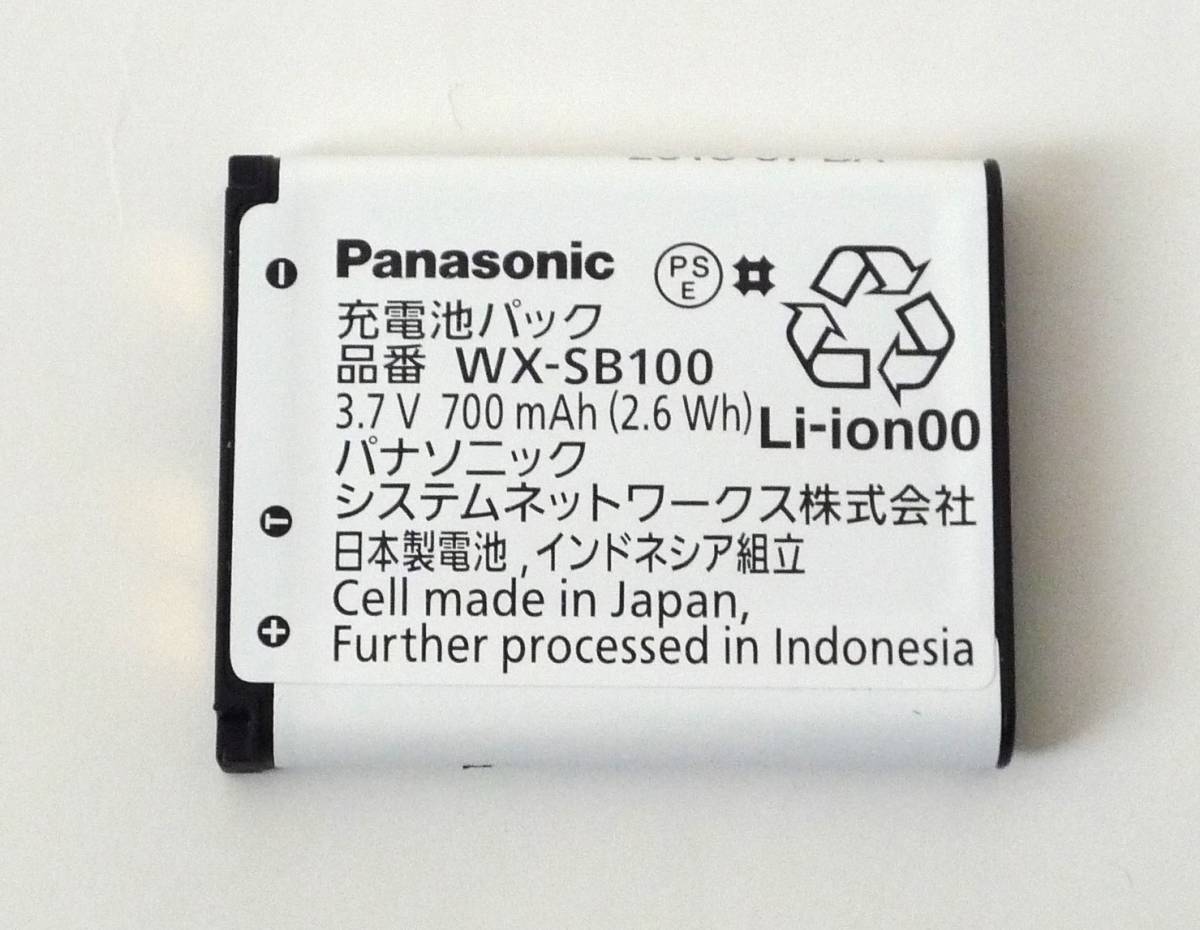 Panasonic
PS
E
充電池パック
品番 WX-SB100
3.7 V 700 mAh (2.6 Wh)
Li-ion00
パナソニック
システムネットワークス株式会社
日本製電池,インドネシア組立
Cell made in Japan,
Further processed in Indonesia
T